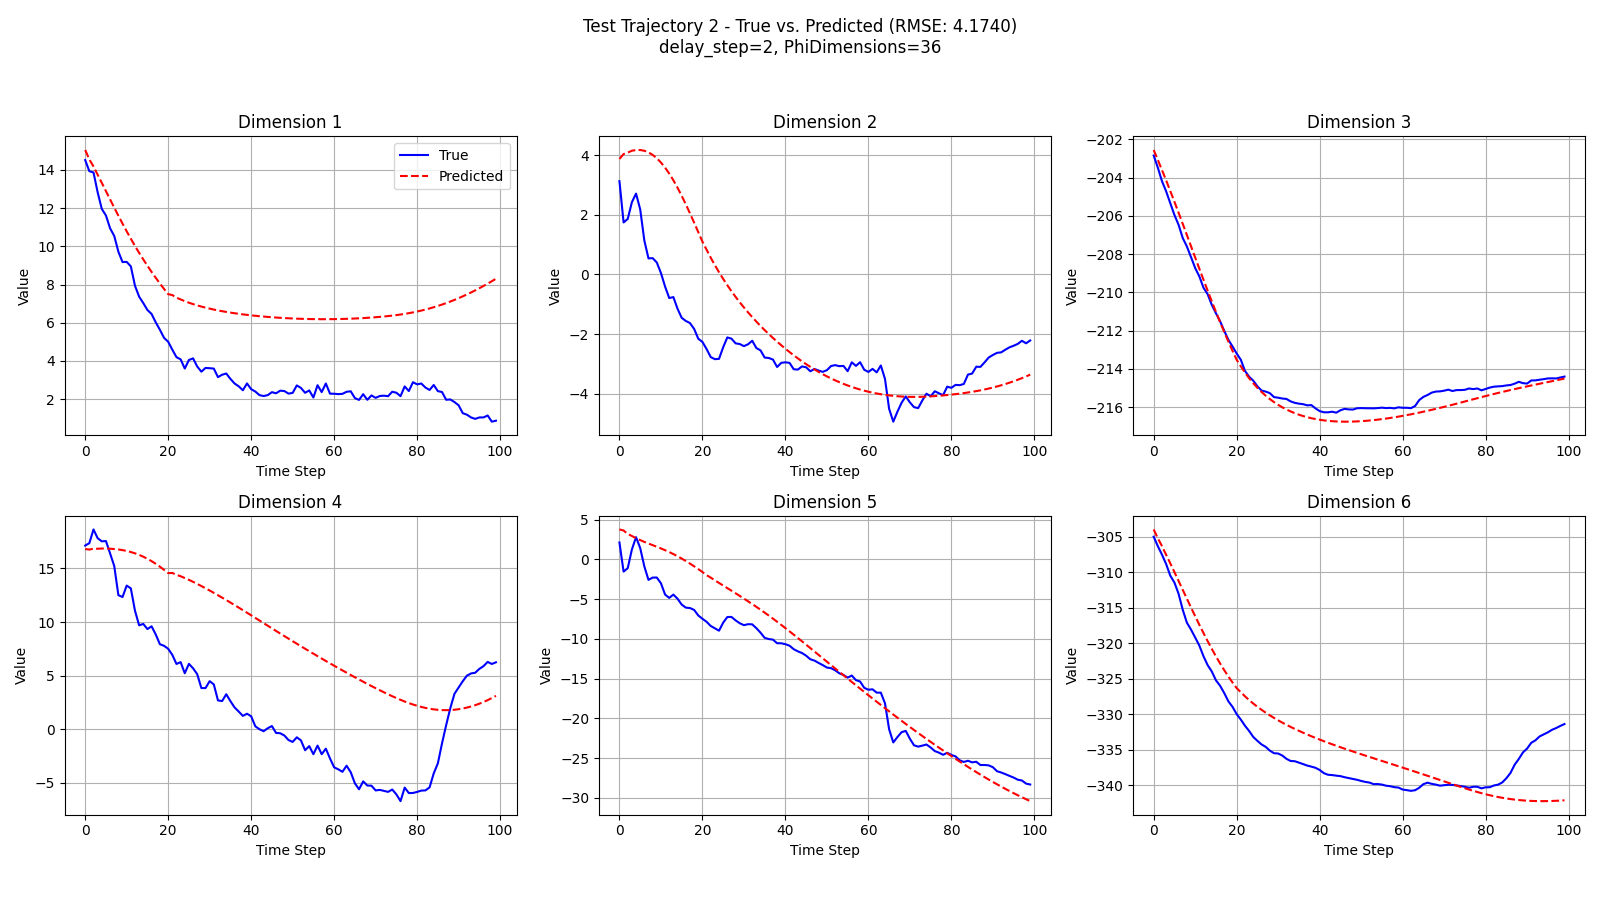 Test Trajectory 2 - True vs. Predicted (RMSE: 4.1740)
delay_step=2, PhiDimensions=36
Dimension 1
True
Predicted
14
12
10
8
6
4
2
Value
0 20 40 60 80 100
Time Step
Dimension 2
4
2
0
−2
−4
Value
0 20 40 60 80 100
Time Step
Dimension 3
−202
−204
−206
−208
−210
−212
−214
−216
Value
0 20 40 60 80 100
Time Step
Dimension 4
15
10
5
0
−5
Value
0 20 40 60 80 100
Time Step
Dimension 5
5
0
−5
−10
−15
−20
−25
−30
Value
0 20 40 60 80 100
Time Step
Dimension 6
−305
−310
−315
−320
−325
−330
−335
−340
Value
0 20 40 60 80 100
Time Step